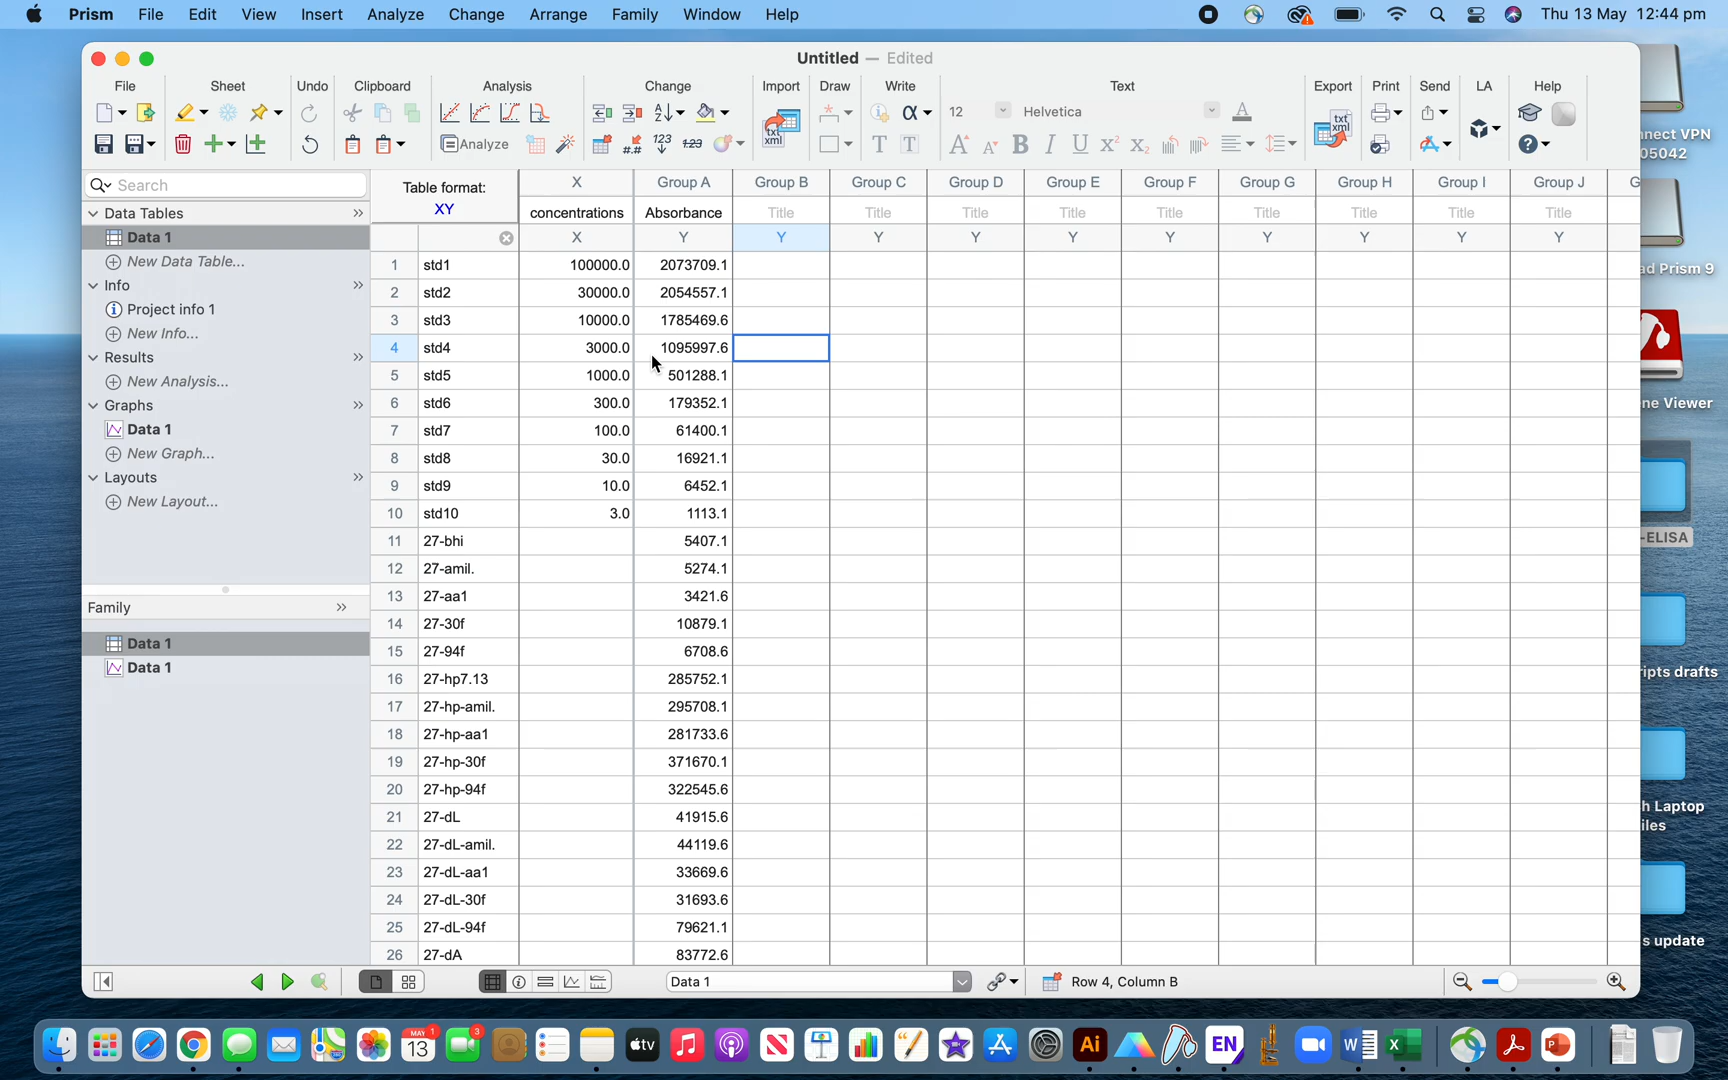 Prism File Edit View Insert Analyze Change Arrange Family Window Help Thu 13 May 12:44 pm
Untitled — Edited
File Sheet Undo Clipboard Analysis Change Import Draw Write Text Export Print Send LA Help
12 Helvetica
Analyze
Search
Data Tables
Data 1
New Data Table...
Info
Project info 1
New Info...
Results
New Analysis...
Graphs
Data 1
New Graph...
Layouts
New Layout...
Family
Data 1
Data 1
Table format:
XY
X Group A Group B Group C Group D Group E Group F Group G Group H Group I Group J G
concentrations Absorbance Title Title Title Title Title Title Title Title Title
X Y Y Y Y Y Y Y Y Y Y
1 std1 100000.0 2073709.1
2 std2 30000.0 2054557.1
3 std3 10000.0 1785469.6
4 std4 3000.0 1095997.6
5 std5 1000.0 501288.1
6 std6 300.0 179352.1
7 std7 100.0 61400.1
8 std8 30.0 16921.1
9 std9 10.0 6452.1
10 std10 3.0 1113.1
11 27-bhi 5407.1
12 27-amil. 5274.1
13 27-aa1 3421.6
14 27-30f 10879.1
15 27-94f 6708.6
16 27-hp7.13 285752.1
17 27-hp-amil. 295708.1
18 27-hp-aa1 281733.6
19 27-hp-30f 371670.1
20 27-hp-94f 322545.6
21 27-dL 41915.6
22 27-dL-amil. 44119.6
23 27-dL-aa1 33669.6
24 27-dL-30f 31693.6
25 27-dL-94f 79621.1
26 27-dA 83772.6
Data 1
Row 4, Column B
nnect VPN
05042
ad Prism 9
ne Viewer
-ELISA
ipts drafts
h Laptop
iles
s update
MAY 1
13
3
tv
Ai
EN
W
X
P